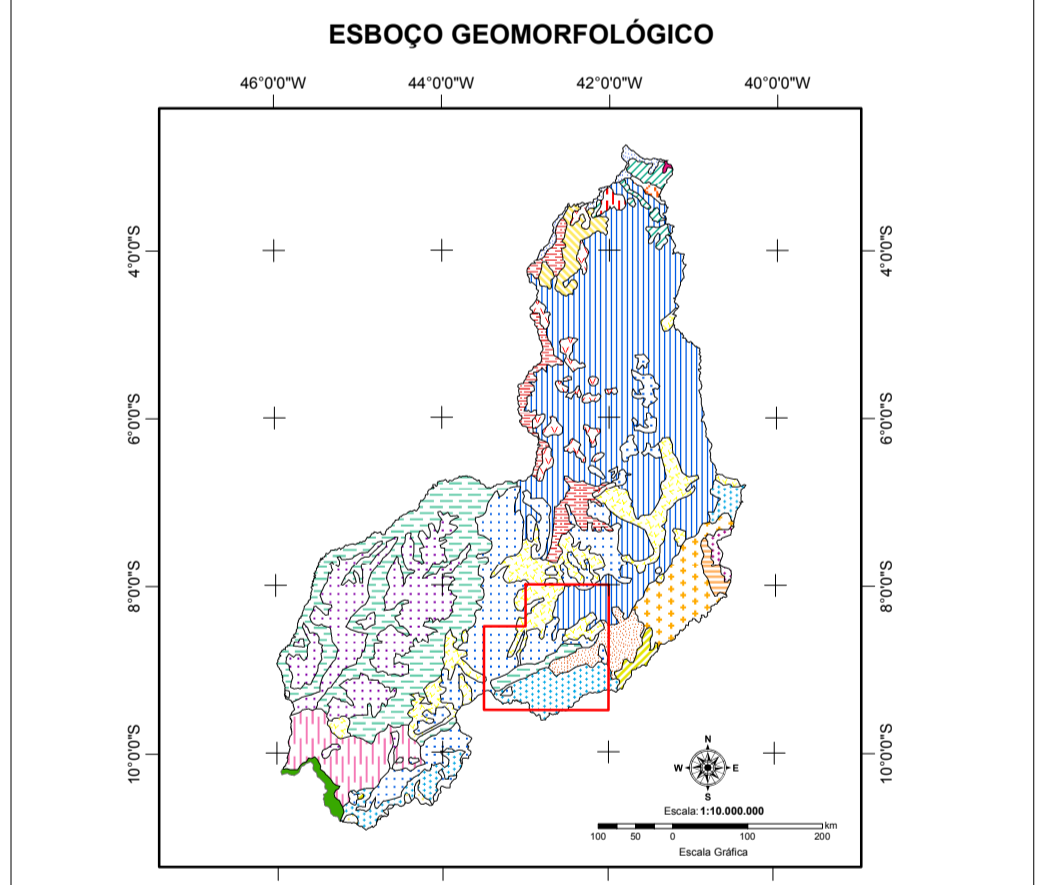 ESBOÇO GEOMORFOLÓGICO
46°0'0"W 44°0'0"W 42°0'0"W 40°0'0"W
4°0'0"S 4°0'0"S
6°0'0"S 6°0'0"S
8°0'0"S 8°0'0"S
10°0'0"S 10°0'0"S
N
W E
S
Escala: 1:10.000.000
km
100 50 0 100 200
Escala Gráfica